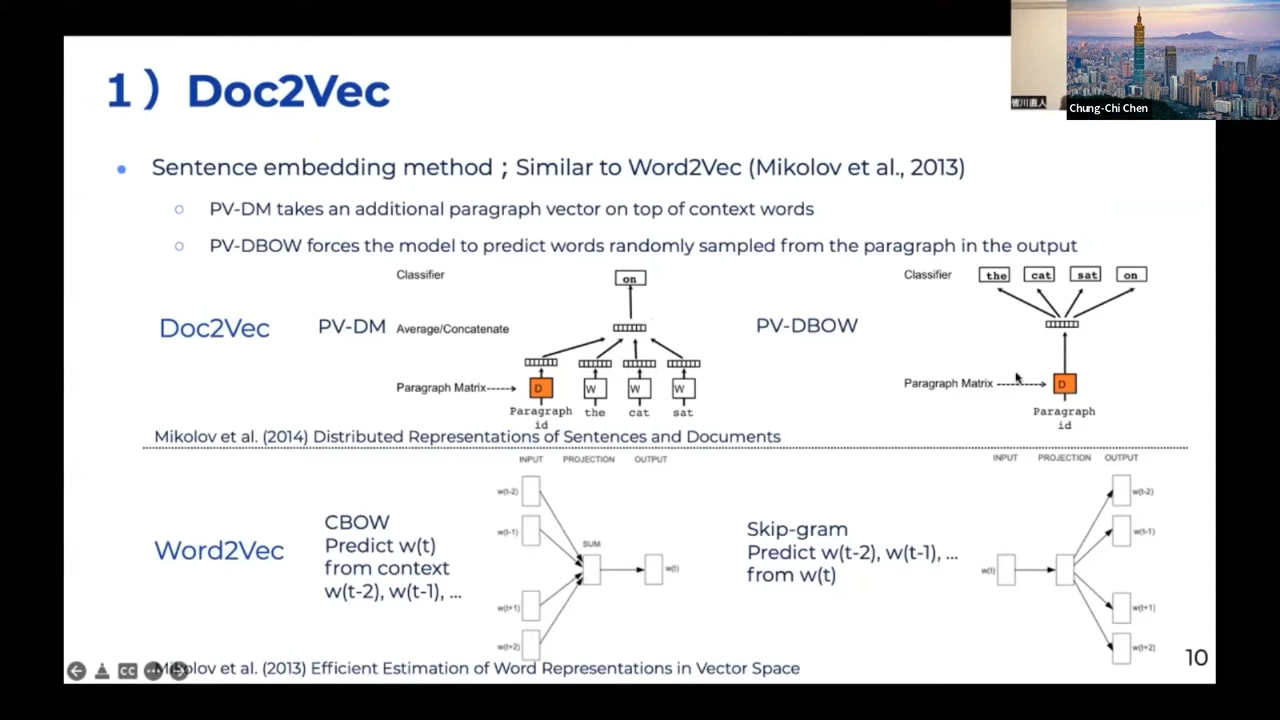 1）Doc2Vec
Chung-Chi Chen
• Sentence embedding method；Similar to Word2Vec (Mikolov et al., 2013)
○ PV-DM takes an additional paragraph vector on top of context words
○ PV-DBOW forces the model to predict words randomly sampled from the paragraph in the output
Doc2Vec
PV-DM
Classifier
on
Average/Concatenate
Paragraph Matrix
D W W W
Paragraph id the cat sat
PV-DBOW
Classifier
the cat sat on
Paragraph Matrix
D
Paragraph
id
Mikolov et al. (2014) Distributed Representations of Sentences and Documents
Word2Vec
CBOW
Predict w(t)
from context
w(t-2), w(t-1), ...
INPUT PROJECTION OUTPUT
w(t-2)
w(t-1)
SUM
w(t)
w(t+1)
w(t+2)
Skip-gram
Predict w(t-2), w(t-1), ...
from w(t)
INPUT PROJECTION OUTPUT
w(t-2)
w(t-1)
w(t)
w(t+1)
w(t+2)
CC
Mikolov et al. (2013) Efficient Estimation of Word Representations in Vector Space
10